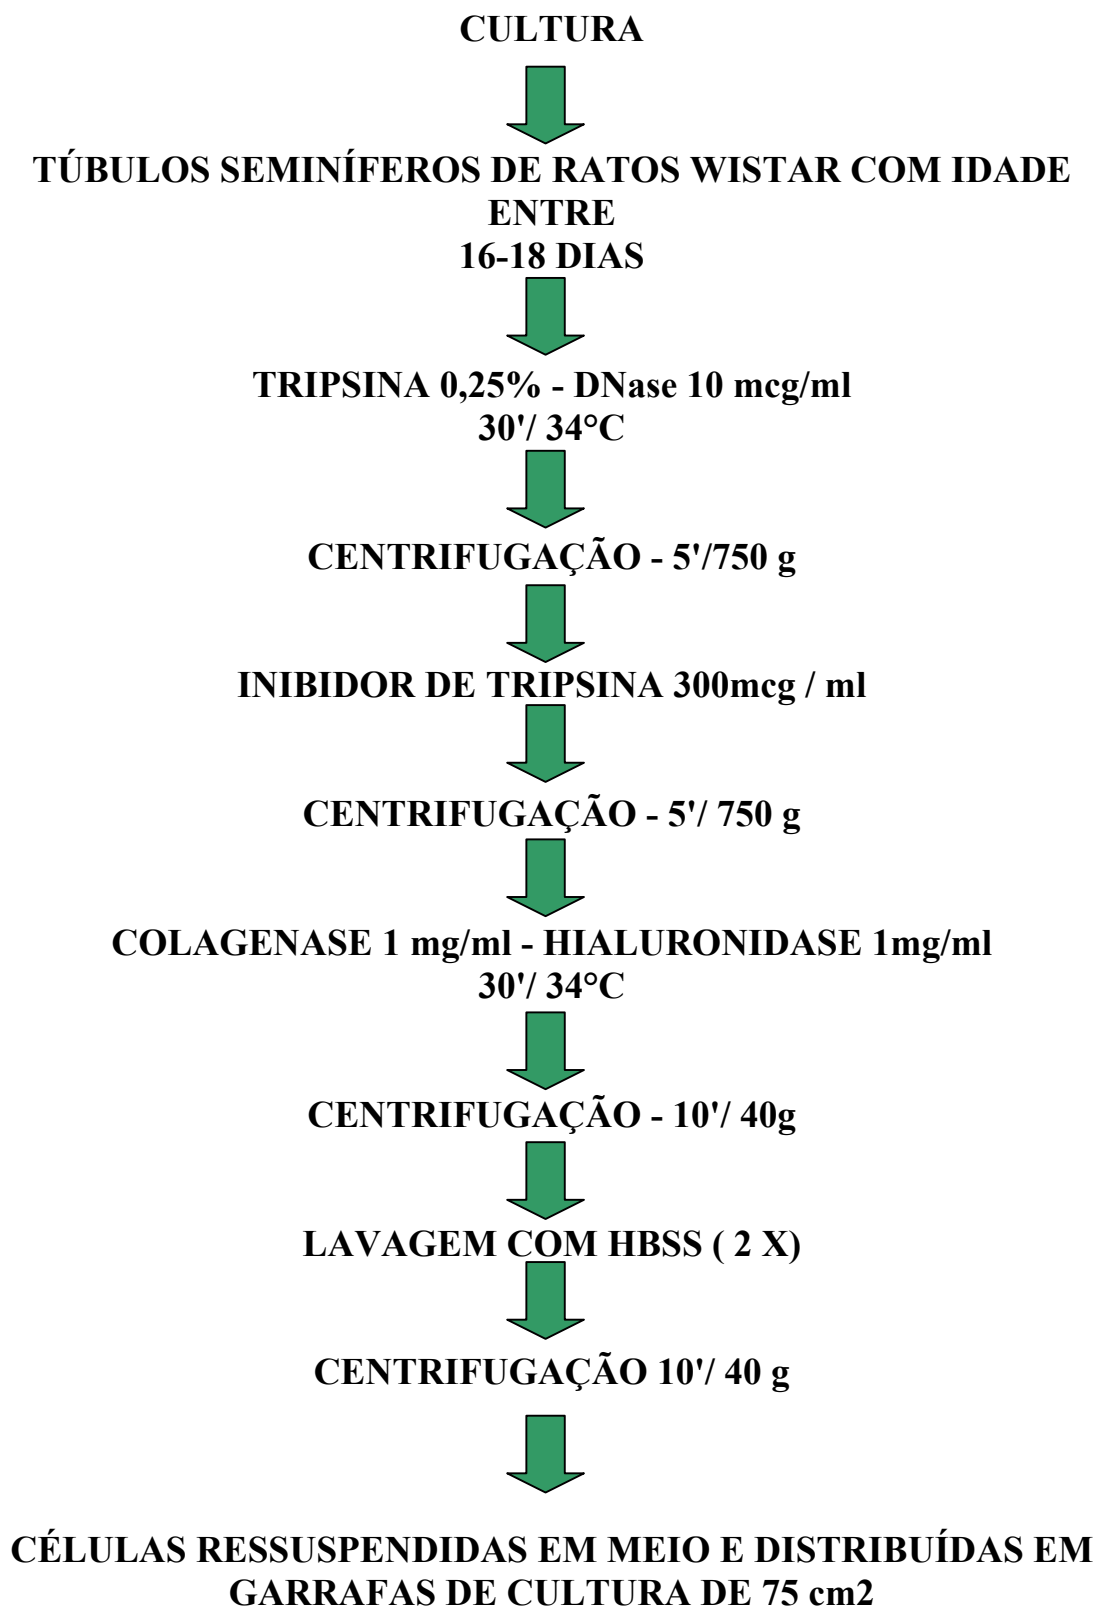 CULTURA
TÚBULOS SEMINÍFEROS DE RATOS WISTAR COM IDADE
ENTRE
16-18 DIAS
TRIPSINA 0,25% - DNase 10 mcg/ml
30'/ 34°C
CENTRIFUGAÇÃO - 5'/750 g
INIBIDOR DE TRIPSINA 300mcg / ml
CENTRIFUGAÇÃO - 5'/ 750 g
COLAGENASE 1 mg/ml - HIALURONIDASE 1mg/ml
30'/ 34°C
CENTRIFUGAÇÃO - 10'/ 40g
LAVAGEM COM HBSS ( 2 X)
CENTRIFUGAÇÃO 10'/ 40 g
CÉLULAS RESSUSPENDIDAS EM MEIO E DISTRIBUÍDAS EM
GARRAFAS DE CULTURA DE 75 cm2